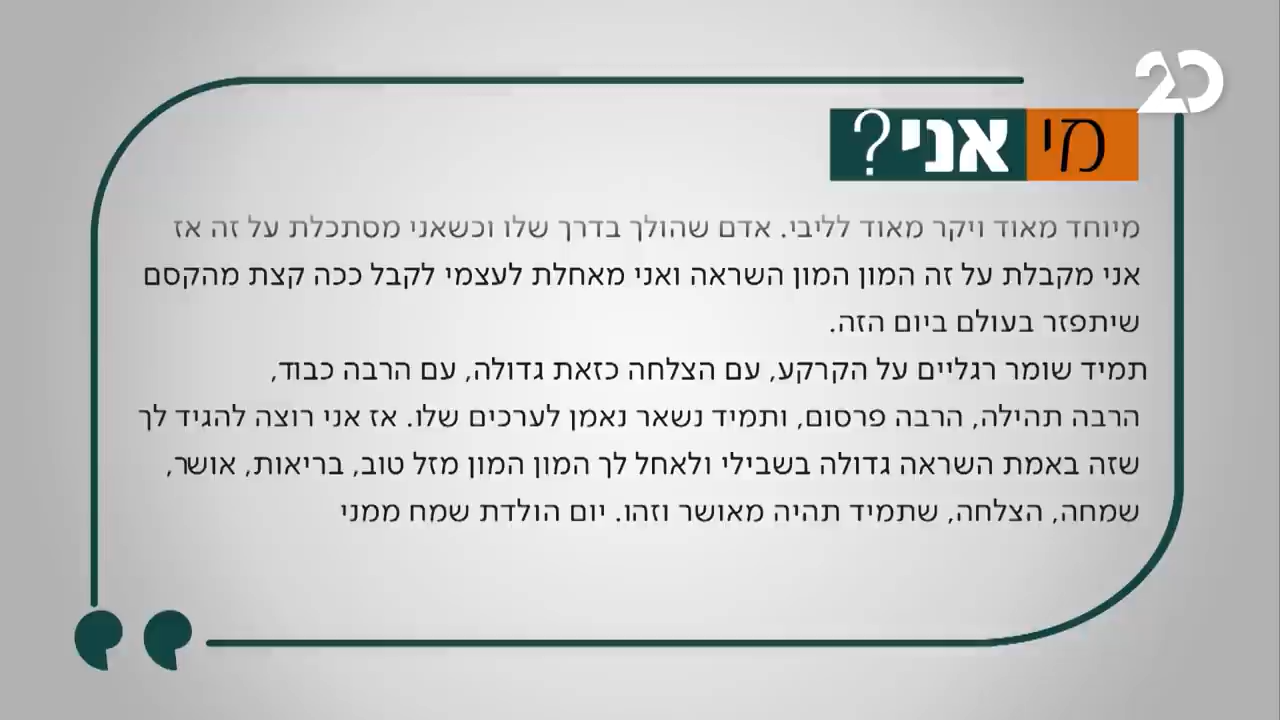 20
מי אני?
מיוחד מאוד ויקר מאוד לליבי. אדם שהולך בדרך שלו וכשאני מסתכלת על זה אז
אני מקבלת על זה המון המון השראה ואני מאחלת לעצמי לקבל ככה קצת מהקסם
שיתפזר בעולם ביום הזה.
תמיד שומר רגליים על הקרקע, עם הצלחה כזאת גדולה, עם הרבה כבוד,
הרבה תהילה, הרבה פרסום, ותמיד נשאר נאמן לערכים שלו. אז אני רוצה להגיד לך
שזה באמת השראה גדולה בשבילי ולאחל לך המון המון מזל טוב, בריאות, אושר,
שמחה, הצלחה, שתמיד תהיה מאושר וזהו. יום הולדת שמח ממני